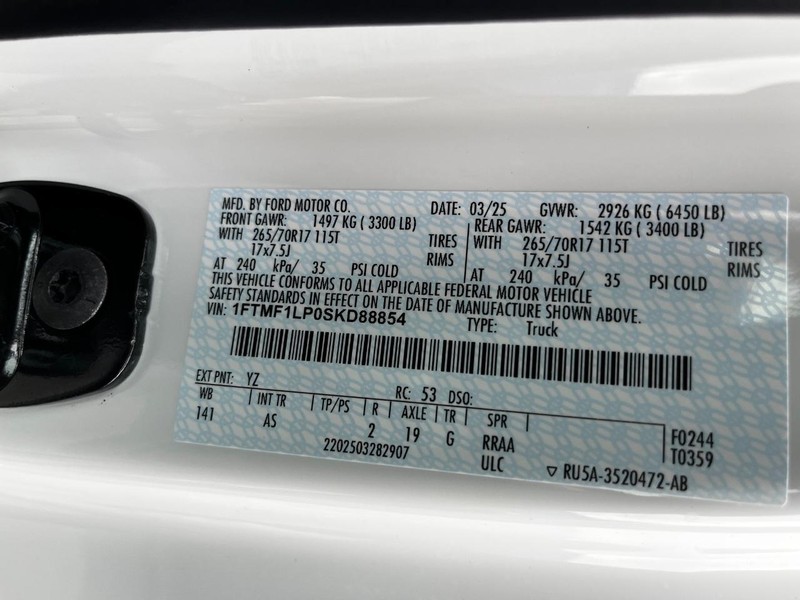 MFD. BY FORD MOTOR CO. DATE: 03/25 GVWR: 2926 KG ( 6450 LB)
FRONT GAWR: 1497 KG ( 3300 LB) REAR GAWR: 1542 KG ( 3400 LB)
WITH 265/70R17 115T TIRES WITH 265/70R17 115T TIRES
17x7.5J RIMS 17x7.5J RIMS
AT 240 kPa/ 35 PSI COLD AT 240 kPa/ 35 PSI COLD
THIS VEHICLE CONFORMS TO ALL APPLICABLE FEDERAL MOTOR VEHICLE
SAFETY STANDARDS IN EFFECT ON THE DATE OF MANUFACTURE SHOWN ABOVE.
VIN: 1FTMF1LP0SKD88854 TYPE: Truck
EXT PNT: YZ RC: 53 DSO:
WB INT TR TP/PS R AXLE TR SPR
141 AS 2 19 G RRAA F0244
2202503282907 ULC T0359
RU5A-3520472-AB